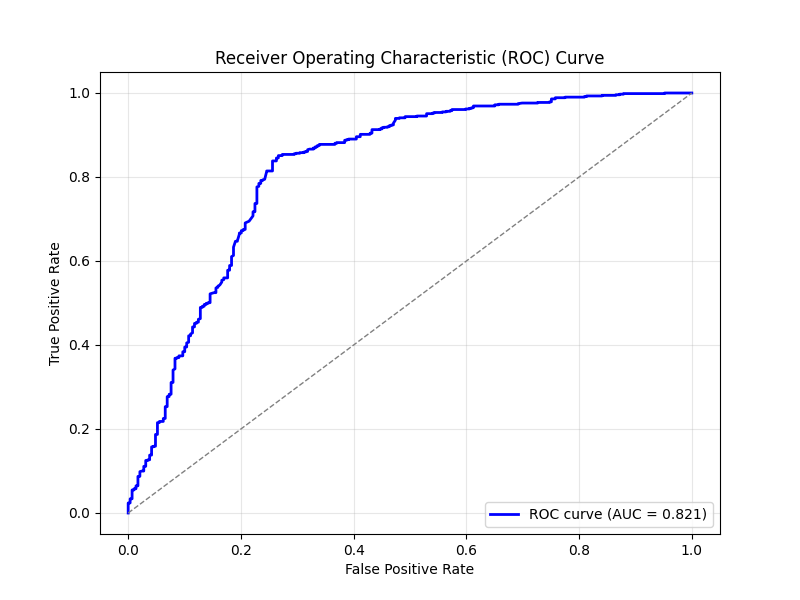 Receiver Operating Characteristic (ROC) Curve
True Positive Rate
1.0
0.8
0.6
0.4
0.2
0.0
ROC curve (AUC = 0.821)
0.0 0.2 0.4 0.6 0.8 1.0
False Positive Rate